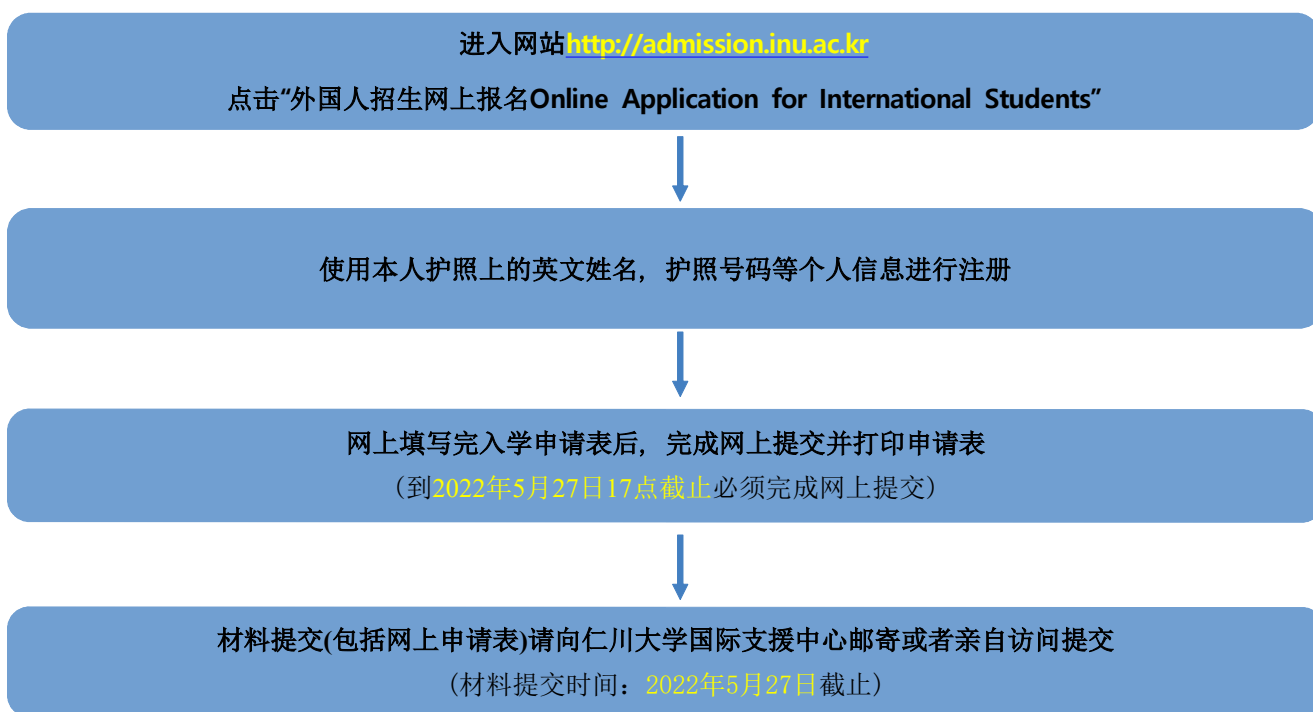 进入网站http://admission.inu.ac.kr
点击“外国人招生网上报名Online Application for International Students”
使用本人护照上的英文姓名，护照号码等个人信息进行注册
网上填写完入学申请表后，完成网上提交并打印申请表
（到2022年5月27日17点截止必须完成网上提交）
材料提交(包括网上申请表)请向仁川大学国际支援中心邮寄或者亲自访问提交
（材料提交时间：2022年5月27日截止）